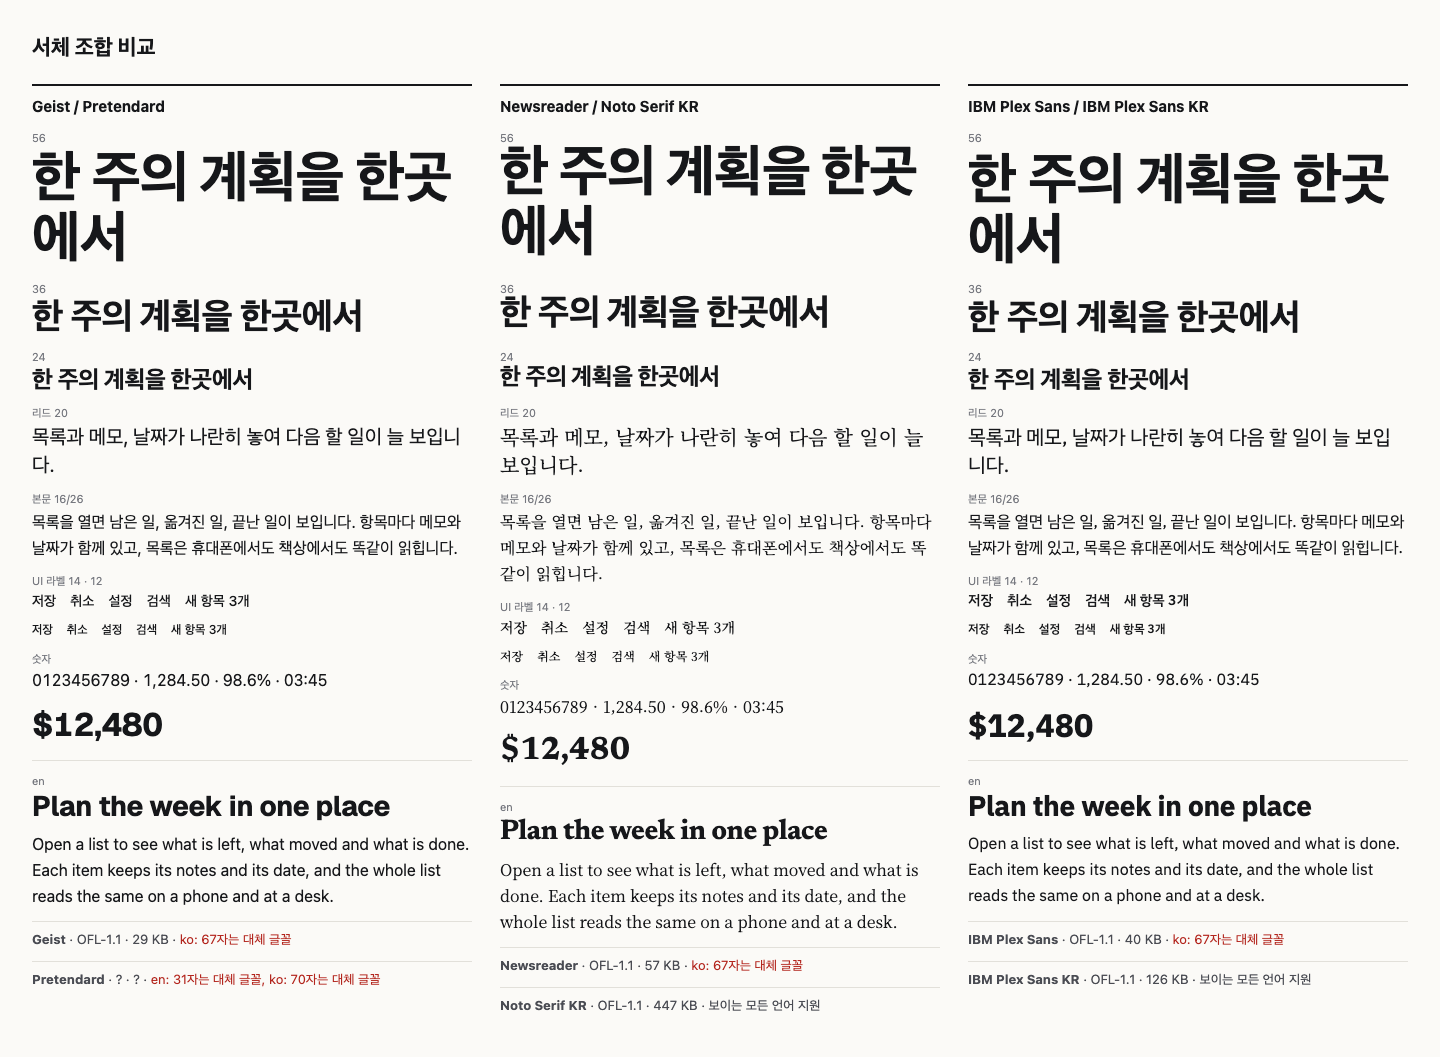 서체 조합 비교
Geist / Pretendard
56
한 주의 계획을 한곳
에서
36
한 주의 계획을 한곳에서
24
한 주의 계획을 한곳에서
리드 20
목록과 메모, 날짜가 나란히 놓여 다음 할 일이 늘 보입니
다.
본문 16/26
목록을 열면 남은 일, 옮겨진 일, 끝난 일이 보입니다. 항목마다 메모와
날짜가 함께 있고, 목록은 휴대폰에서도 책상에서도 똑같이 읽힙니다.
UI 라벨 14 · 12
저장 취소 설정 검색 새 항목 3개
저장 취소 설정 검색 새 항목 3개
숫자
0123456789 · 1,284.50 · 98.6% · 03:45
$12,480
en
Plan the week in one place
Open a list to see what is left, what moved and what is done.
Each item keeps its notes and its date, and the whole list
reads the same on a phone and at a desk.
Geist · OFL-1.1 · 29 KB · ko: 67자는 대체 글꼴
Pretendard · ? · ? · en: 31자는 대체 글꼴, ko: 70자는 대체 글꼴
Newsreader / Noto Serif KR
56
한 주의 계획을 한곳
에서
36
한 주의 계획을 한곳에서
24
한 주의 계획을 한곳에서
리드 20
목록과 메모, 날짜가 나란히 놓여 다음 할 일이 늘
보입니다.
본문 16/26
목록을 열면 남은 일, 옮겨진 일, 끝난 일이 보입니다. 항목마다
메모와 날짜가 함께 있고, 목록은 휴대폰에서도 책상에서도 똑
같이 읽힙니다.
UI 라벨 14 · 12
저장 취소 설정 검색 새 항목 3개
저장 취소 설정 검색 새 항목 3개
숫자
0123456789 · 1,284.50 · 98.6% · 03:45
$12,480
en
Plan the week in one place
Open a list to see what is left, what moved and what is
done. Each item keeps its notes and its date, and the
whole list reads the same on a phone and at a desk.
Newsreader · OFL-1.1 · 57 KB · ko: 67자는 대체 글꼴
Noto Serif KR · OFL-1.1 · 447 KB · 보이는 모든 언어 지원
IBM Plex Sans / IBM Plex Sans KR
56
한 주의 계획을 한곳
에서
36
한 주의 계획을 한곳에서
24
한 주의 계획을 한곳에서
리드 20
목록과 메모, 날짜가 나란히 놓여 다음 할 일이 늘 보입
니다.
본문 16/26
목록을 열면 남은 일, 옮겨진 일, 끝난 일이 보입니다. 항목마다 메모와
날짜가 함께 있고, 목록은 휴대폰에서도 책상에서도 똑같이 읽힙니다.
UI 라벨 14 · 12
저장 취소 설정 검색 새 항목 3개
저장 취소 설정 검색 새 항목 3개
숫자
0123456789 · 1,284.50 · 98.6% · 03:45
$12,480
en
Plan the week in one place
Open a list to see what is left, what moved and what is done.
Each item keeps its notes and its date, and the whole list
reads the same on a phone and at a desk.
IBM Plex Sans · OFL-1.1 · 40 KB · ko: 67자는 대체 글꼴
IBM Plex Sans KR · OFL-1.1 · 126 KB · 보이는 모든 언어 지원